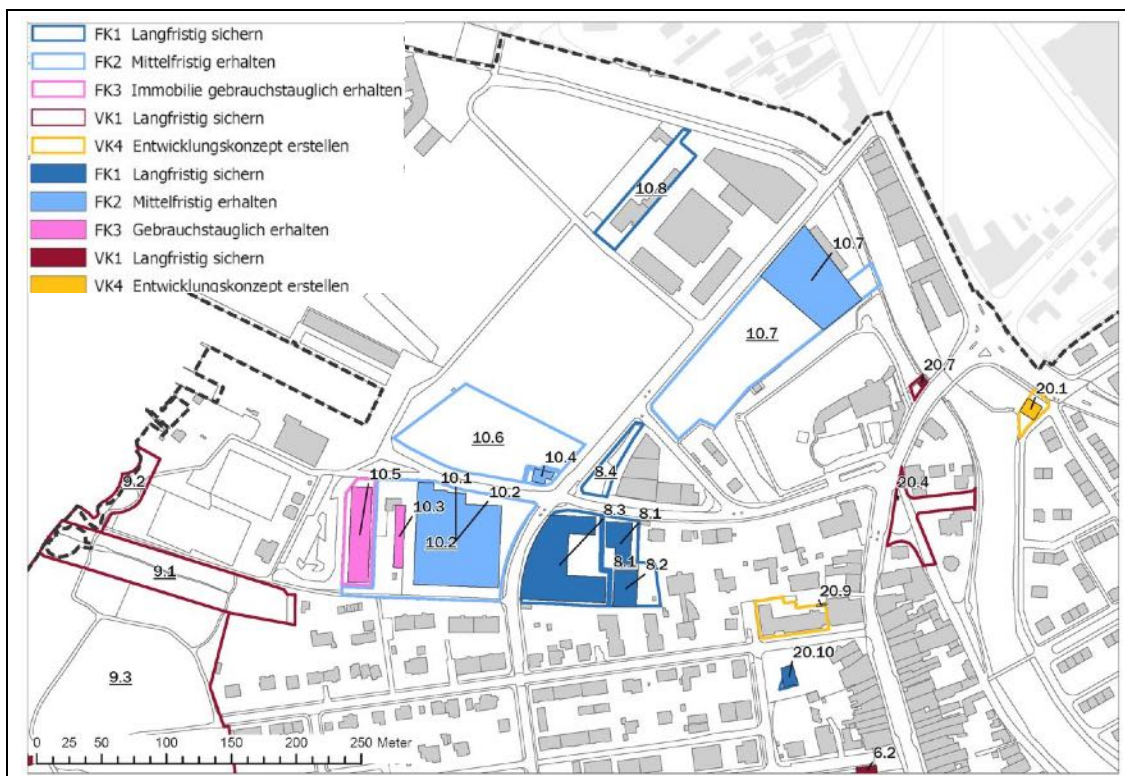 FK1 Langfristig sichern
FK2 Mittelfristig erhalten
FK3 Immobilie gebrauchstauglich erhalten
VK1 Langfristig sichern
VK4 Entwicklungskonzept erstellen
FK1 Langfristig sichern
FK2 Mittelfristig erhalten
FK3 Gebrauchstauglich erhalten
VK1 Langfristig sichern
VK4 Entwicklungskonzept erstellen
10.8
10.7
10.7
20.7
20.1
10.6
10.4
8.4
9.2
10.5
10.1
10.2
10.3
10.2
20.4
8.3
8.1
8.1
8.2
9.1
20.9
20.10
9.3
6.2
0 25 50 100 150 200 250 Meter